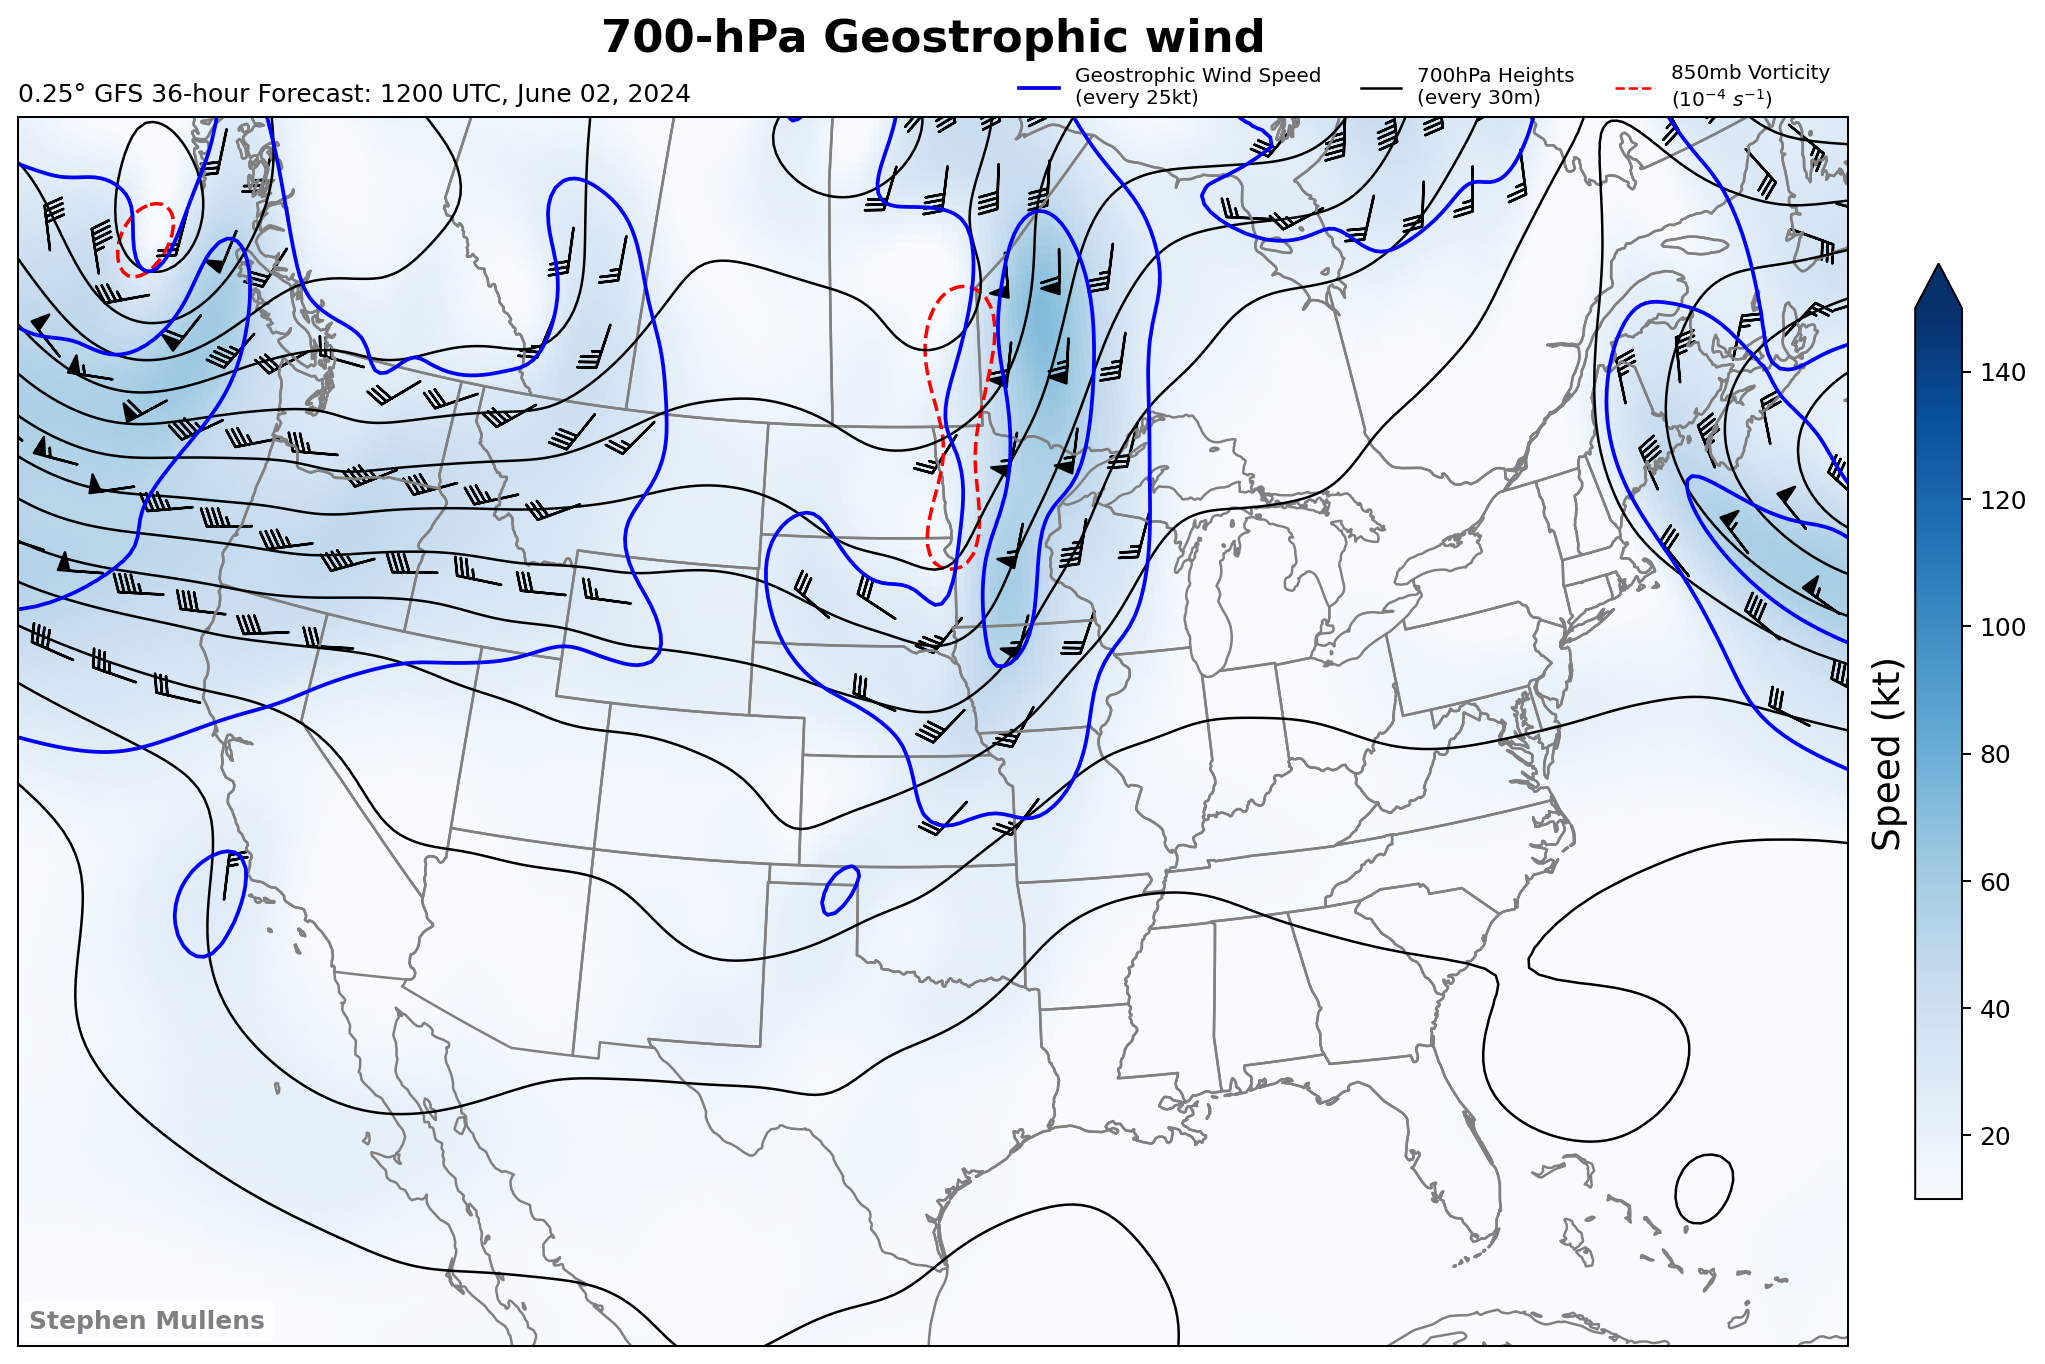 700-hPa Geostrophic wind
0.25° GFS 36-hour Forecast: 1200 UTC, June 02, 2024
Geostrophic Wind Speed
(every 25kt)
700hPa Heights
(every 30m)
850mb Vorticity
(10⁻⁴ s⁻¹)
140
120
100
80
60
40
20
Speed (kt)
Stephen Mullens